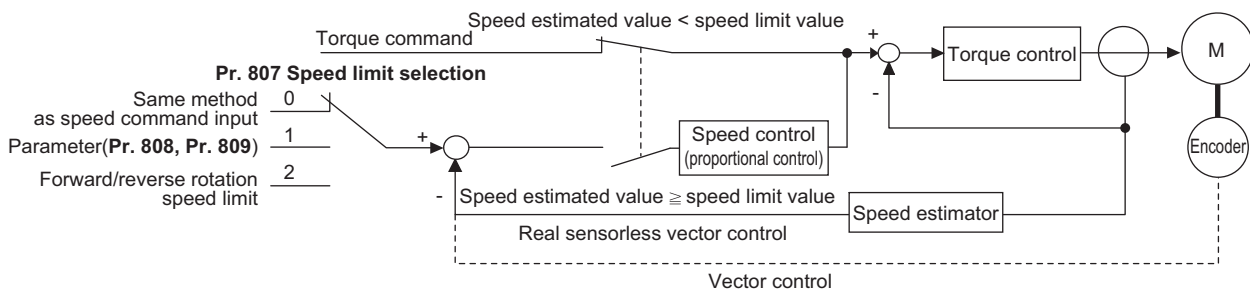 Speed estimated value < speed limit value
Torque command
+
Torque control
M
Pr. 807 Speed limit selection
-
Same method
as speed command input
0
+
Speed control
(proportional control)
Parameter(Pr. 808, Pr. 809)
1
Encoder
Forward/reverse rotation
speed limit
2
-
Speed estimated value ≧ speed limit value
Speed estimator
Real sensorless vector control
Vector control